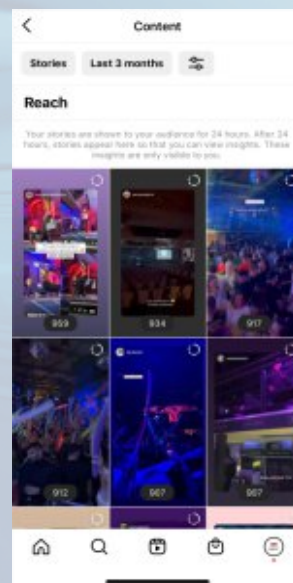 Content
Stories Last 3 months
Reach
Your stories are shown to your audience for 24 hours. After 24
hours, stories appear here so that you can view insights. These
insights are only visible to you.
959 934 917
912 907 907